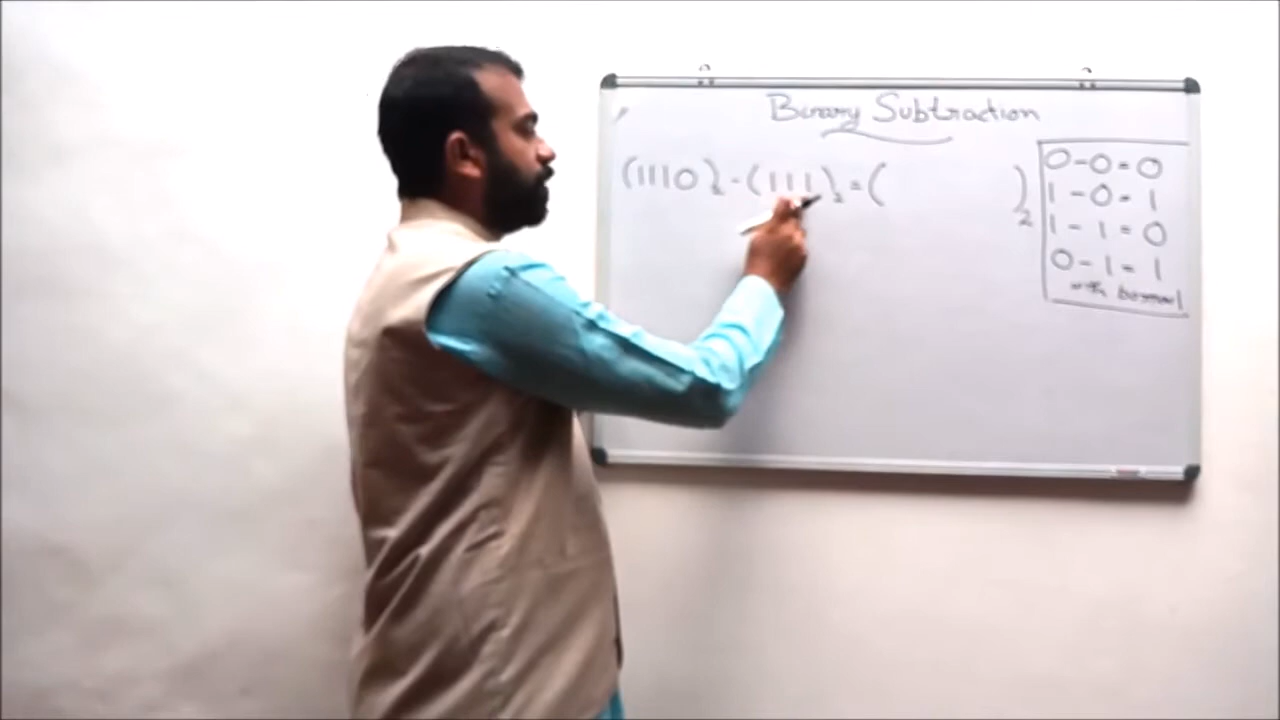 Binary Subtraction
(1110)₂ - (111)₂ = ( )₂
0 - 0 = 0
1 - 0 = 1
1 - 1 = 0
0 - 1 = 1
with borrow